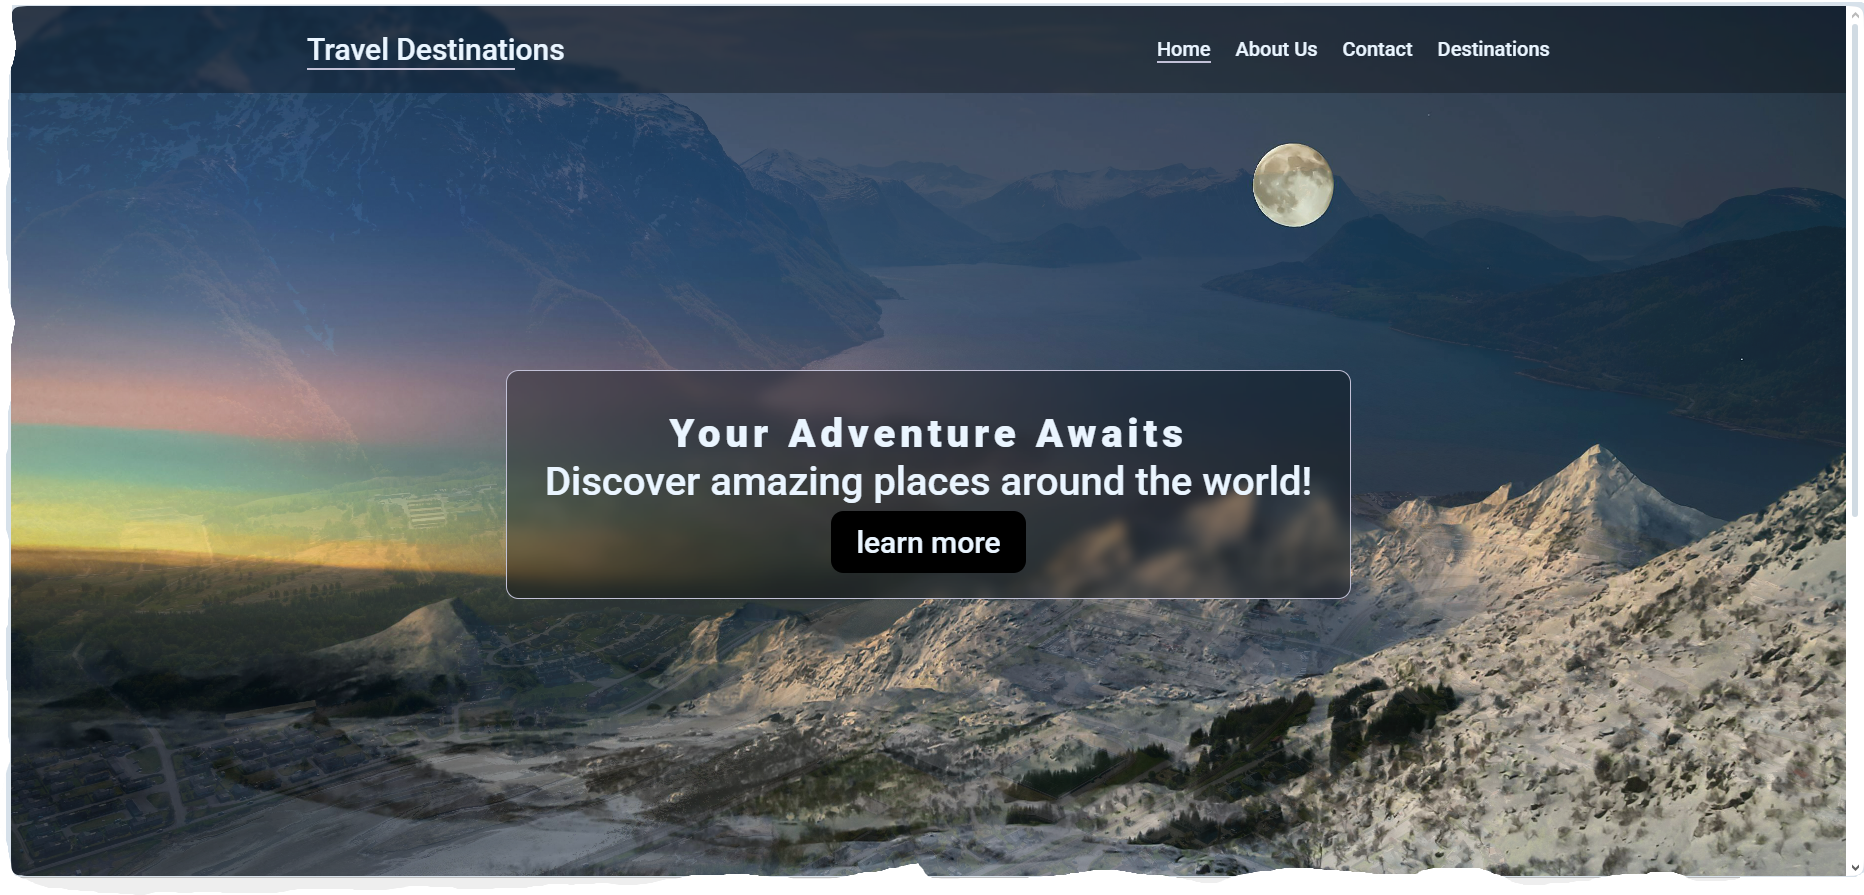 Travel Destinations
Home About Us Contact Destinations
Your Adventure Awaits
Discover amazing places around the world!
learn more